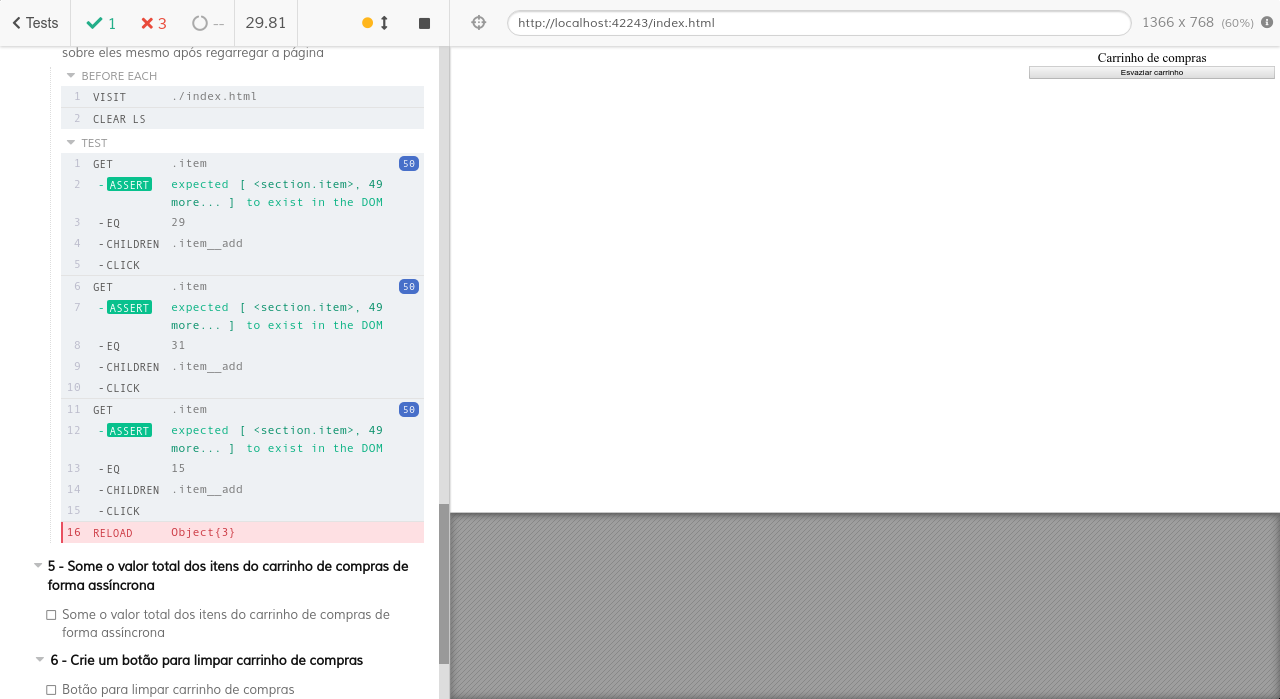 Tests
1
3
--
29.81
http://localhost:42243/index.html
1366 x 768 (60%)
sobre eles mesmo após regarregar a página
BEFORE EACH
1 VISIT ./index.html
2 CLEAR LS
TEST
1 GET .item 50
2 -ASSERT expected [ <section.item>, 49
more... ] to exist in the DOM
3 -EQ 29
4 -CHILDREN .item__add
5 -CLICK
6 GET .item 50
7 -ASSERT expected [ <section.item>, 49
more... ] to exist in the DOM
8 -EQ 31
9 -CHILDREN .item__add
10 -CLICK
11 GET .item 50
12 -ASSERT expected [ <section.item>, 49
more... ] to exist in the DOM
13 -EQ 15
14 -CHILDREN .item__add
15 -CLICK
16 RELOAD Object{3}
5 - Some o valor total dos itens do carrinho de compras de
forma assíncrona
Some o valor total dos itens do carrinho de compras de
forma assíncrona
6 - Crie um botão para limpar carrinho de compras
Botão para limpar carrinho de compras
Carrinho de compras
Esvaziar carrinho